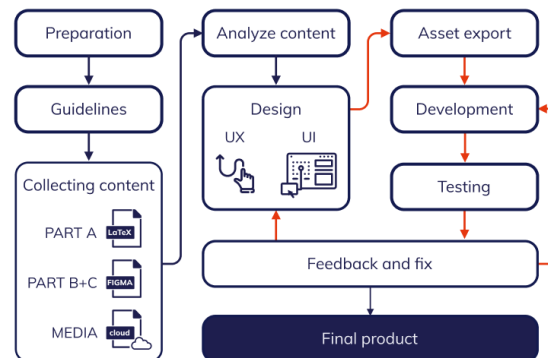 Preparation
Guidelines
Collecting content
PART A
LaTeX
PART B+C
FIGMA
MEDIA
cloud
Analyze content
Design
UX
UI
Asset export
Development
Testing
Feedback and fix
Final product